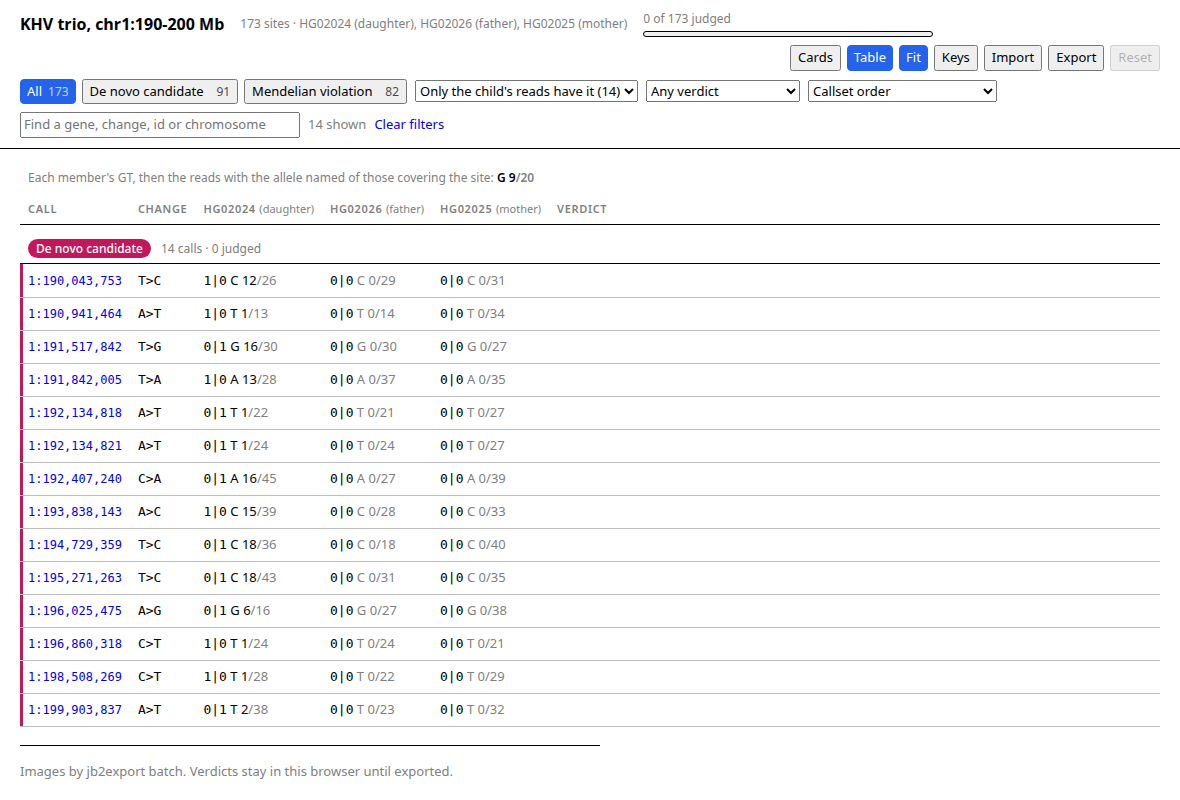 KHV trio, chr1:190-200 Mb 173 sites · HG02024 (daughter), HG02026 (father), HG02025 (mother) 0 of 173 judged
Cards Table Fit Keys Import Export Reset
All 173 De novo candidate 91 Mendelian violation 82 Only the child's reads have it (14) Any verdict Callset order
Find a gene, change, id or chromosome 14 shown Clear filters
Each member's GT, then the reads with the allele named of those covering the site: G 9/20
CALL CHANGE HG02024 (daughter) HG02026 (father) HG02025 (mother) VERDICT
De novo candidate 14 calls · 0 judged
1:190,043,753 T>C 1|0 C 12/26 0|0 C 0/29 0|0 C 0/31
1:190,941,464 A>T 1|0 T 1/13 0|0 T 0/14 0|0 T 0/34
1:191,517,842 T>G 0|1 G 16/30 0|0 G 0/30 0|0 G 0/27
1:191,842,005 T>A 1|0 A 13/28 0|0 A 0/37 0|0 A 0/35
1:192,134,818 A>T 0|1 T 1/22 0|0 T 0/21 0|0 T 0/27
1:192,134,821 A>T 0|1 T 1/24 0|0 T 0/24 0|0 T 0/27
1:192,407,240 C>A 0|1 A 16/45 0|0 A 0/27 0|0 A 0/39
1:193,838,143 A>C 1|0 C 15/39 0|0 C 0/28 0|0 C 0/33
1:194,729,359 T>C 0|1 C 18/36 0|0 C 0/18 0|0 C 0/40
1:195,271,263 T>C 0|1 C 18/43 0|0 C 0/31 0|0 C 0/35
1:196,025,475 A>G 0|1 G 6/16 0|0 G 0/27 0|0 G 0/38
1:196,860,318 C>T 1|0 T 1/24 0|0 T 0/24 0|0 T 0/21
1:198,508,269 C>T 1|0 T 1/28 0|0 T 0/22 0|0 T 0/29
1:199,903,837 A>T 0|1 T 2/38 0|0 T 0/23 0|0 T 0/32
Images by jb2export batch. Verdicts stay in this browser until exported.